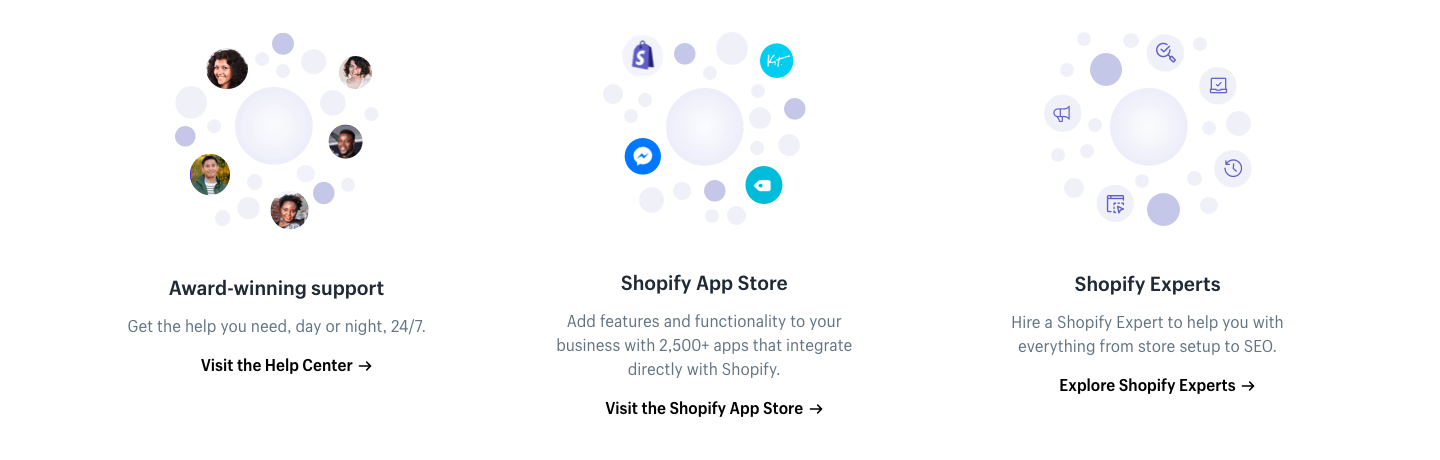 Kit
Award-winning support
Get the help you need, day or night, 24/7.
Visit the Help Center →
Shopify App Store
Add features and functionality to your
business with 2,500+ apps that integrate
directly with Shopify.
Visit the Shopify App Store →
Shopify Experts
Hire a Shopify Expert to help you with
everything from store setup to SEO.
Explore Shopify Experts →